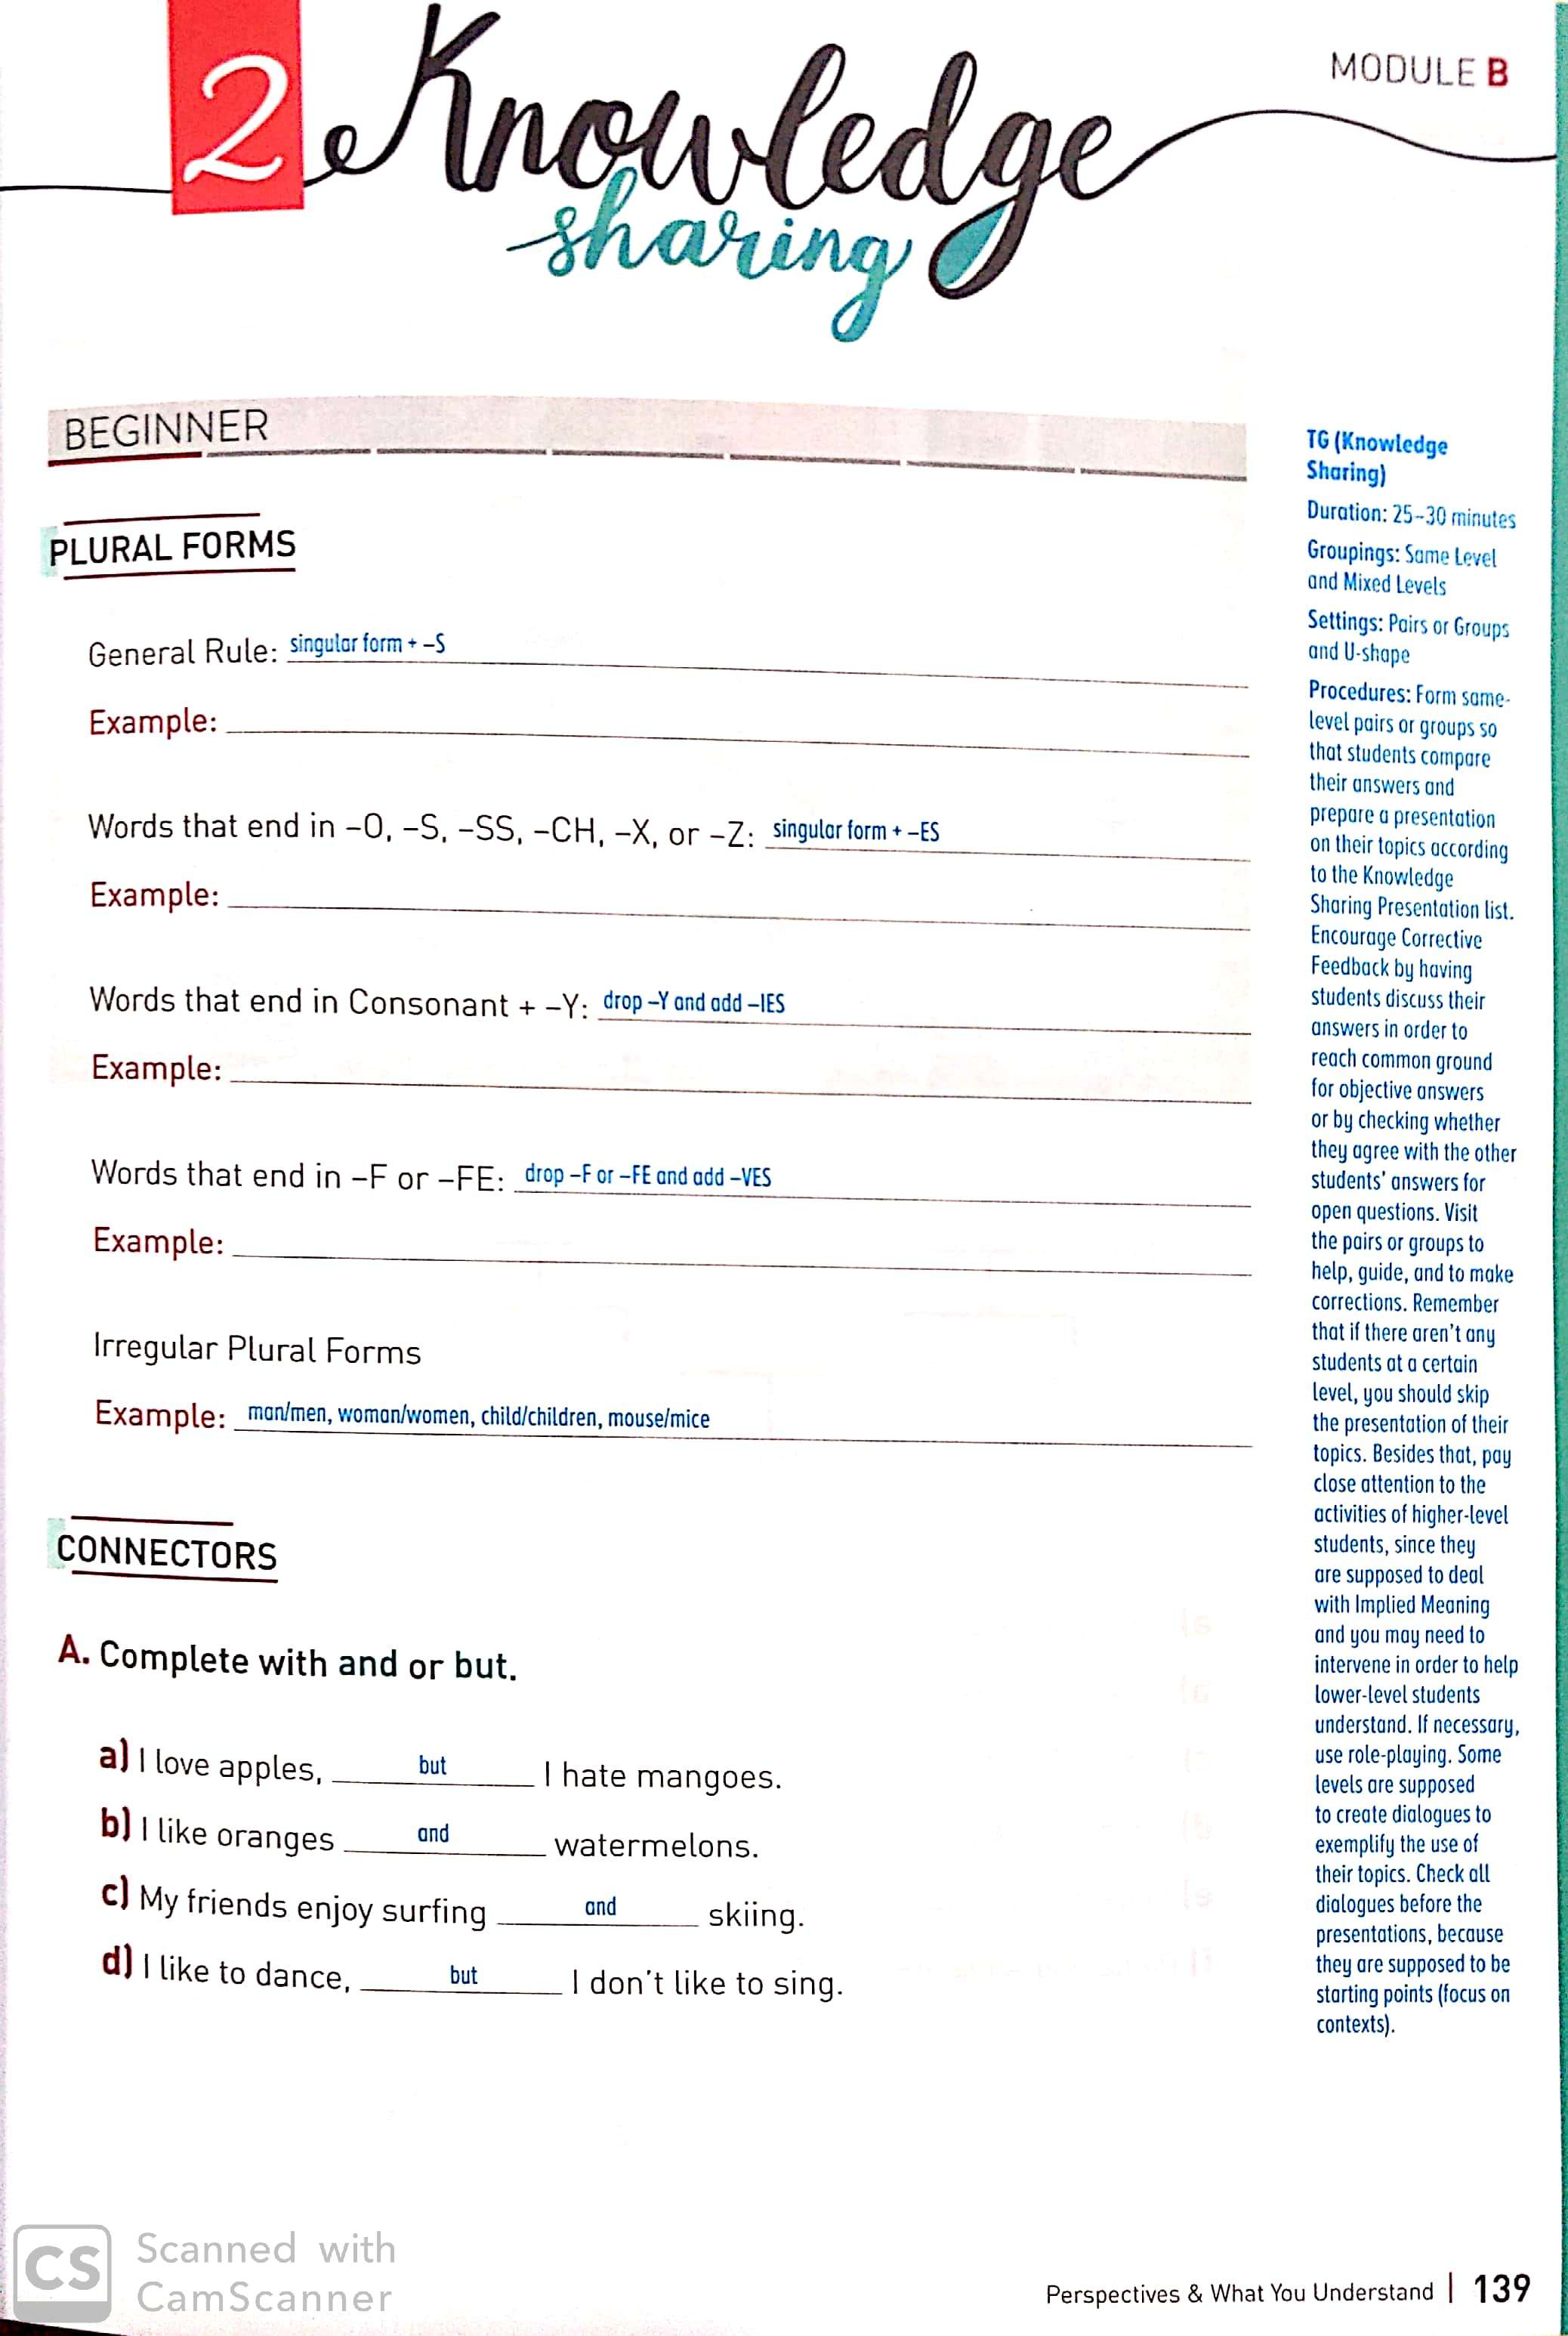 MODULE B
2 Knowledge
sharing
BEGINNER
PLURAL FORMS
General Rule: singular form + –S
Example:
Words that end in –O, –S, –SS, –CH, –X, or –Z: singular form + –ES
Example:
Words that end in Consonant + –Y: drop –Y and add –IES
Example:
Words that end in –F or –FE: drop –F or –FE and add –VES
Example:
Irregular Plural Forms
Example: man/men, woman/women, child/children, mouse/mice
CONNECTORS
A. Complete with and or but.
a) I love apples, but I hate mangoes.
b) I like oranges and watermelons.
c) My friends enjoy surfing and skiing.
d) I like to dance, but I don't like to sing.
TG (Knowledge
Sharing)
Duration: 25–30 minutes
Groupings: Same Level
and Mixed Levels
Settings: Pairs or Groups
and U-shape
Procedures: Form same-
level pairs or groups so
that students compare
their answers and
prepare a presentation
on their topics according
to the Knowledge
Sharing Presentation list.
Encourage Corrective
Feedback by having
students discuss their
answers in order to
reach common ground
for objective answers
or by checking whether
they agree with the other
students' answers for
open questions. Visit
the pairs or groups to
help, guide, and to make
corrections. Remember
that if there aren't any
students at a certain
level, you should skip
the presentation of their
topics. Besides that, pay
close attention to the
activities of higher-level
students, since they
are supposed to deal
with Implied Meaning
and you may need to
intervene in order to help
lower-level students
understand. If necessary,
use role-playing. Some
levels are supposed
to create dialogues to
exemplify the use of
their topics. Check all
dialogues before the
presentations, because
they are supposed to be
starting points (focus on
contexts).
CS Scanned with
CamScanner
Perspectives & What You Understand | 139